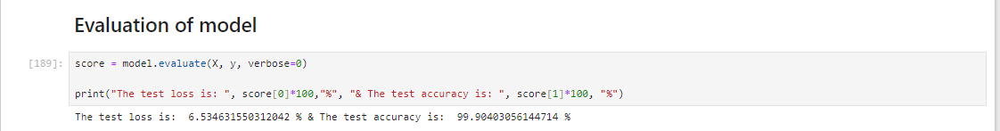 Evaluation of model
[189]: score = model.evaluate(X, y, verbose=0)
print("The test loss is: ", score[0]*100,"%", "& The test accuracy is: ", score[1]*100, "%")
The test loss is:  6.534631550312042 % & The test accuracy is:  99.90403056144714 %